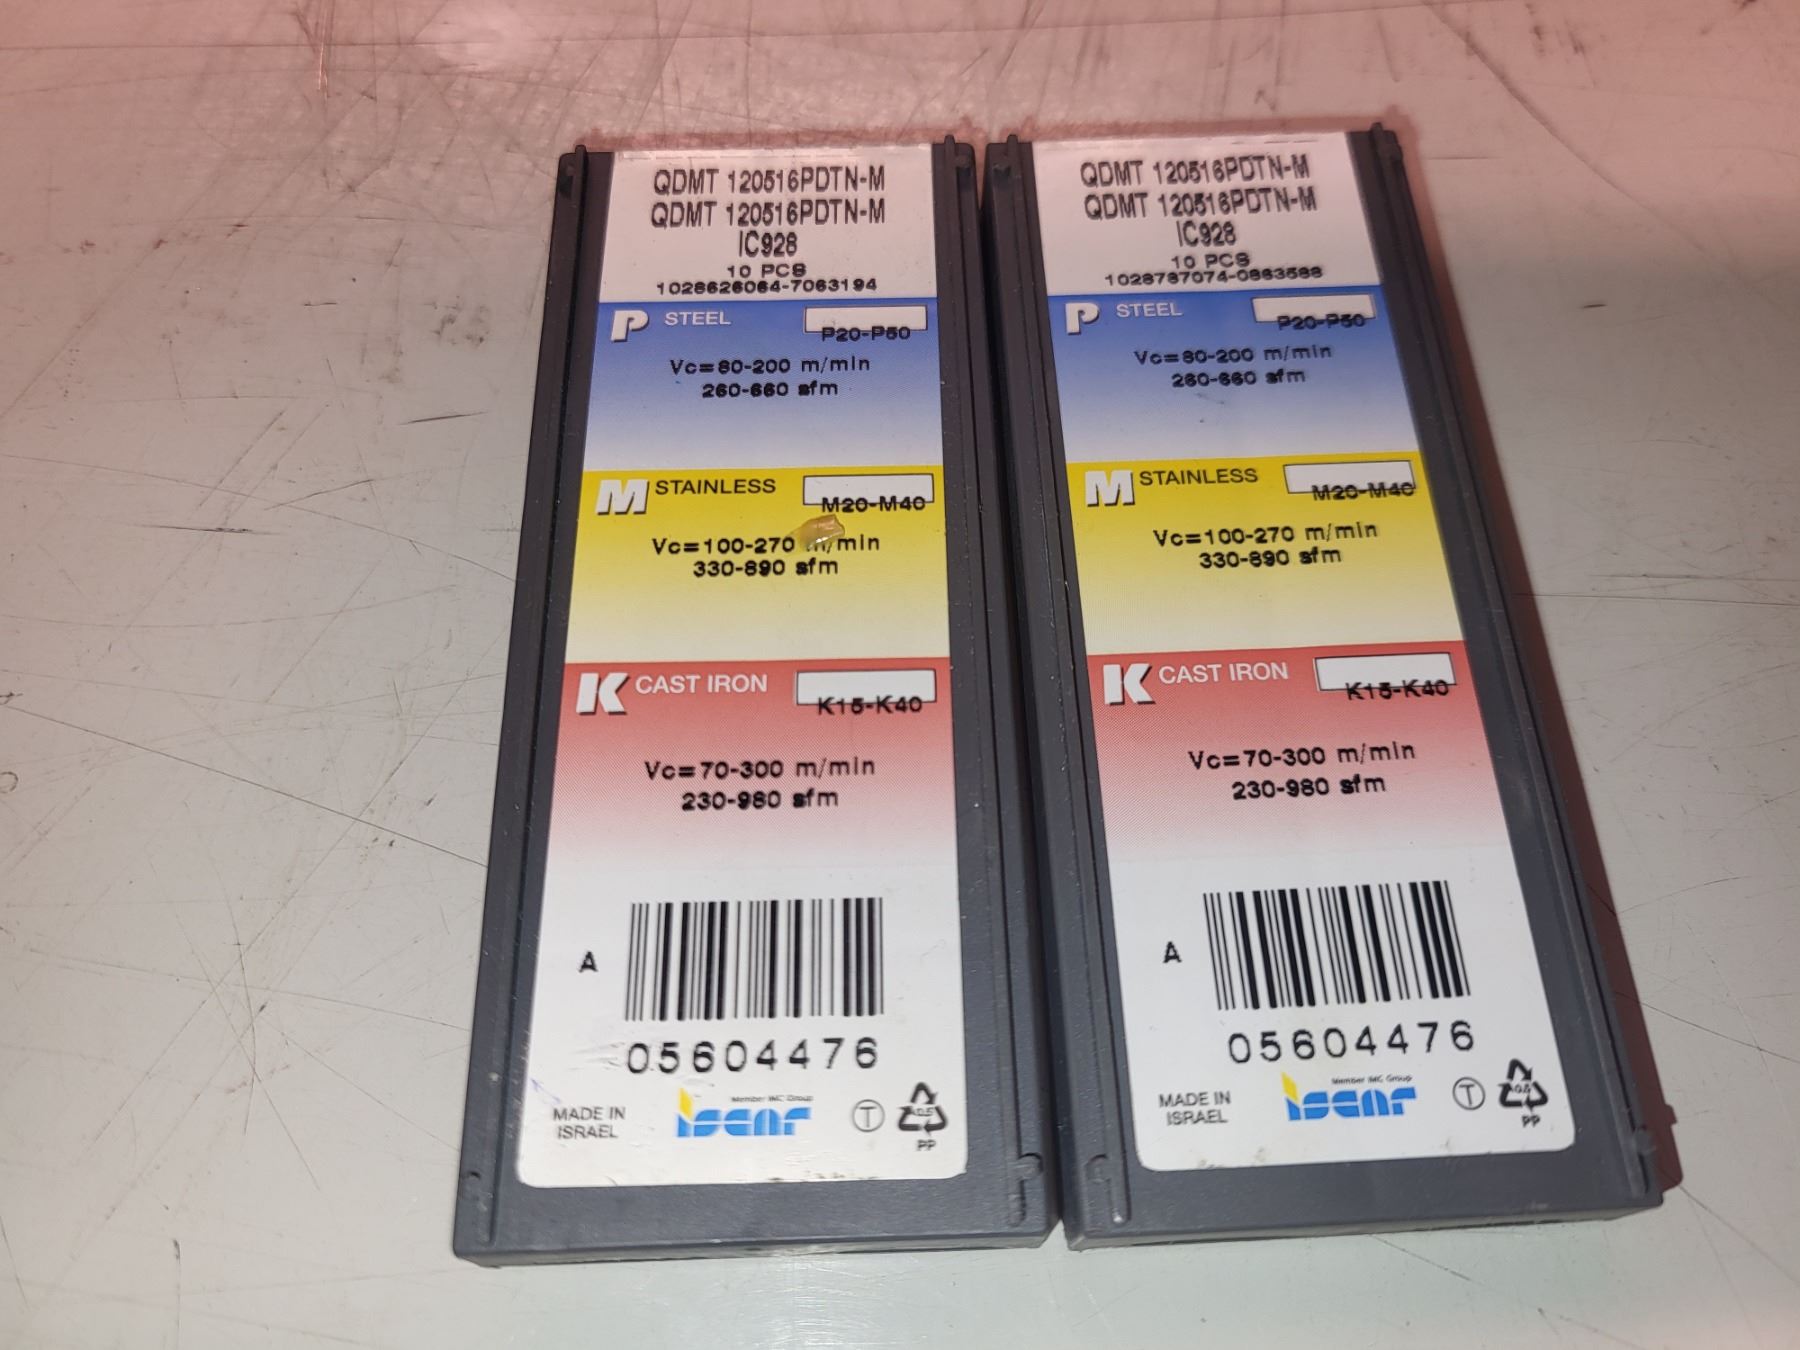 QDMT 120516PDTN-M
QDMT 120516PDTN-M
IC928
10 PCS
1028626064-7063194
P STEEL
P20-P50
Vc=80-200 m/min
260-660 sfm
M STAINLESS
M20-M40
Vc=100-270 m/min
330-890 sfm
K CAST IRON
K15-K40
Vc=70-300 m/min
230-980 sfm
A
05604476
MADE IN
ISRAEL
Member IMC Group
iscar
T
PP
QDMT 120516PDTN-M
QDMT 120516PDTN-M
IC928
10 PCS
1028787074-0863588
P STEEL
P20-P50
Vc=80-200 m/min
260-660 sfm
M STAINLESS
M20-M40
Vc=100-270 m/min
330-890 sfm
K CAST IRON
K15-K40
Vc=70-300 m/min
230-980 sfm
A
05604476
MADE IN
ISRAEL
Member IMC Group
iscar
T
PP